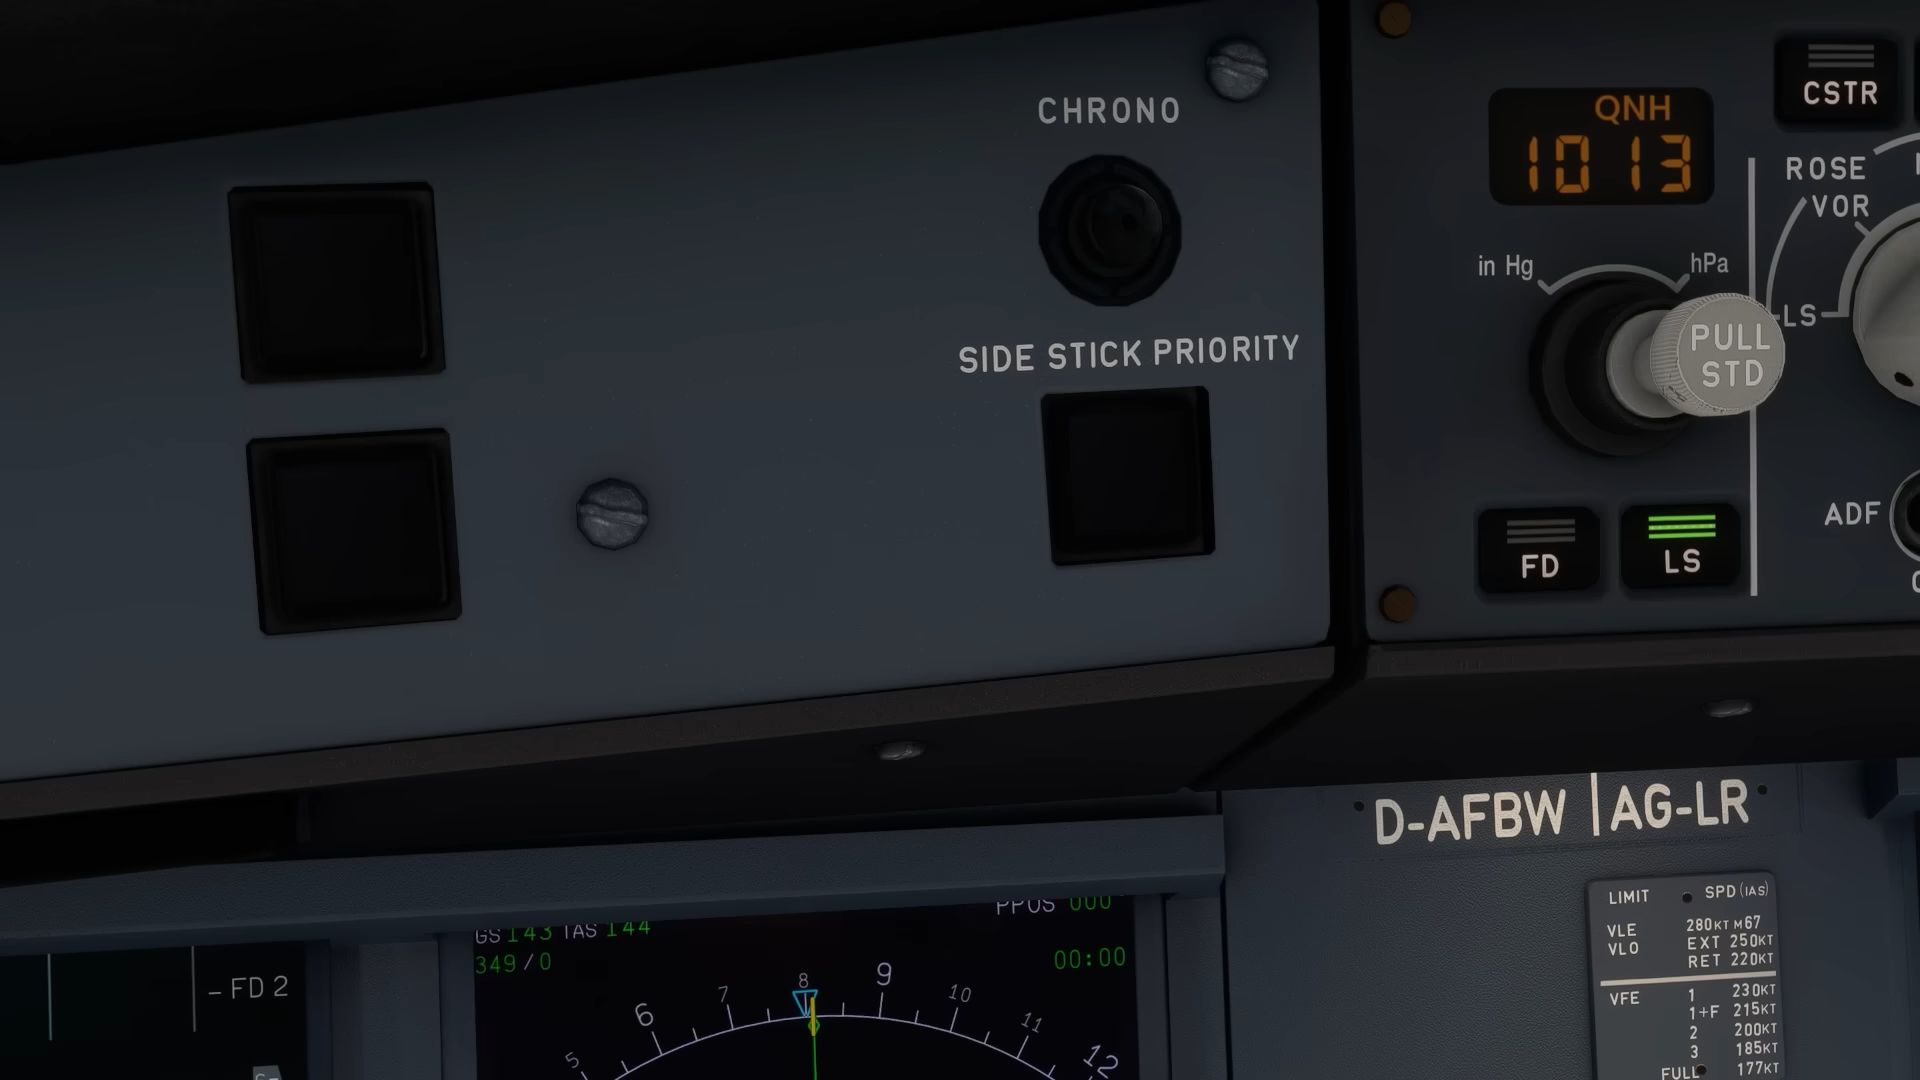 CHRONO
SIDE STICK PRIORITY
QNH
1013
in Hg
hPa
PULL
STD
CSTR
ROSE
VOR
LS
ADF
FD
LS
D-AFBW | AG-LR
LIMIT SPD (IAS)
VLE 280KT M67
VLO EXT 250KT
RET 220KT
VFE 1 230KT
1+F 215KT
2 200KT
3 185KT
FULL 177KT
- FD 2
GS 143 TAS 144
349/0
PPOS 000
00:00
5 6 7 8 9 10 11 12